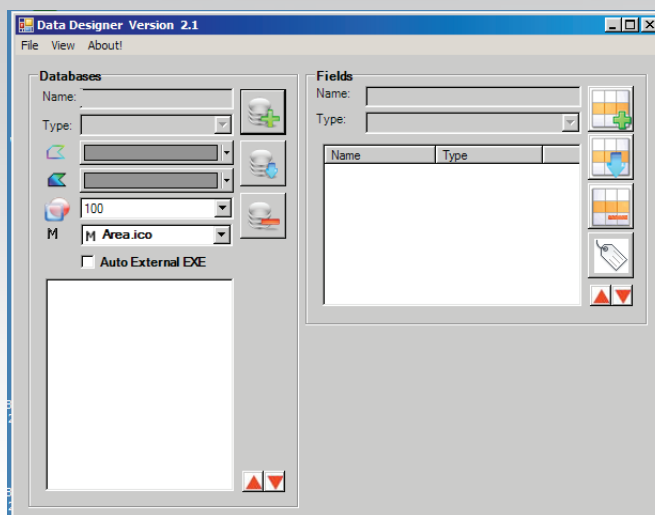 Data Designer Version 2.1
File View About!
Databases
Name:
Type:
100
M
M Area.ico
Auto External EXE
Fields
Name:
Type:
Name Type